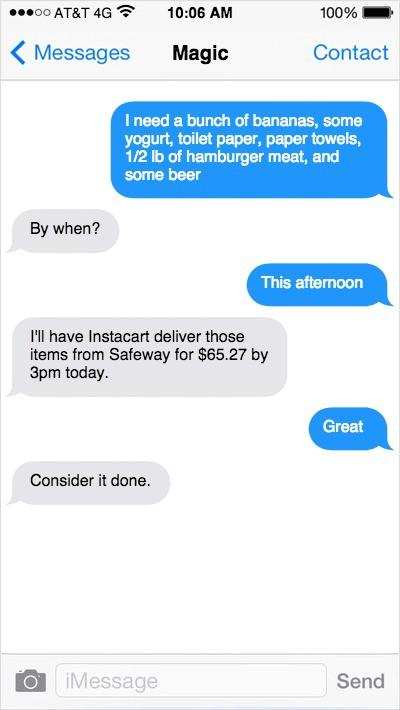 AT&T 4G 10:06 AM 100%
Messages Magic Contact
I need a bunch of bananas, some
yogurt, toilet paper, paper towels,
1/2 lb of hamburger meat, and
some beer
By when?
This afternoon
I'll have Instacart deliver those
items from Safeway for $65.27 by
3pm today.
Great
Consider it done.
iMessage Send